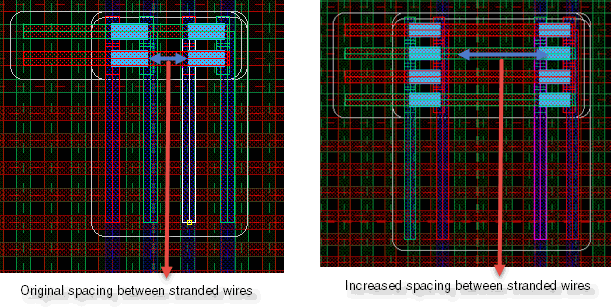 Original spacing between stranded wires
Increased spacing between stranded wires